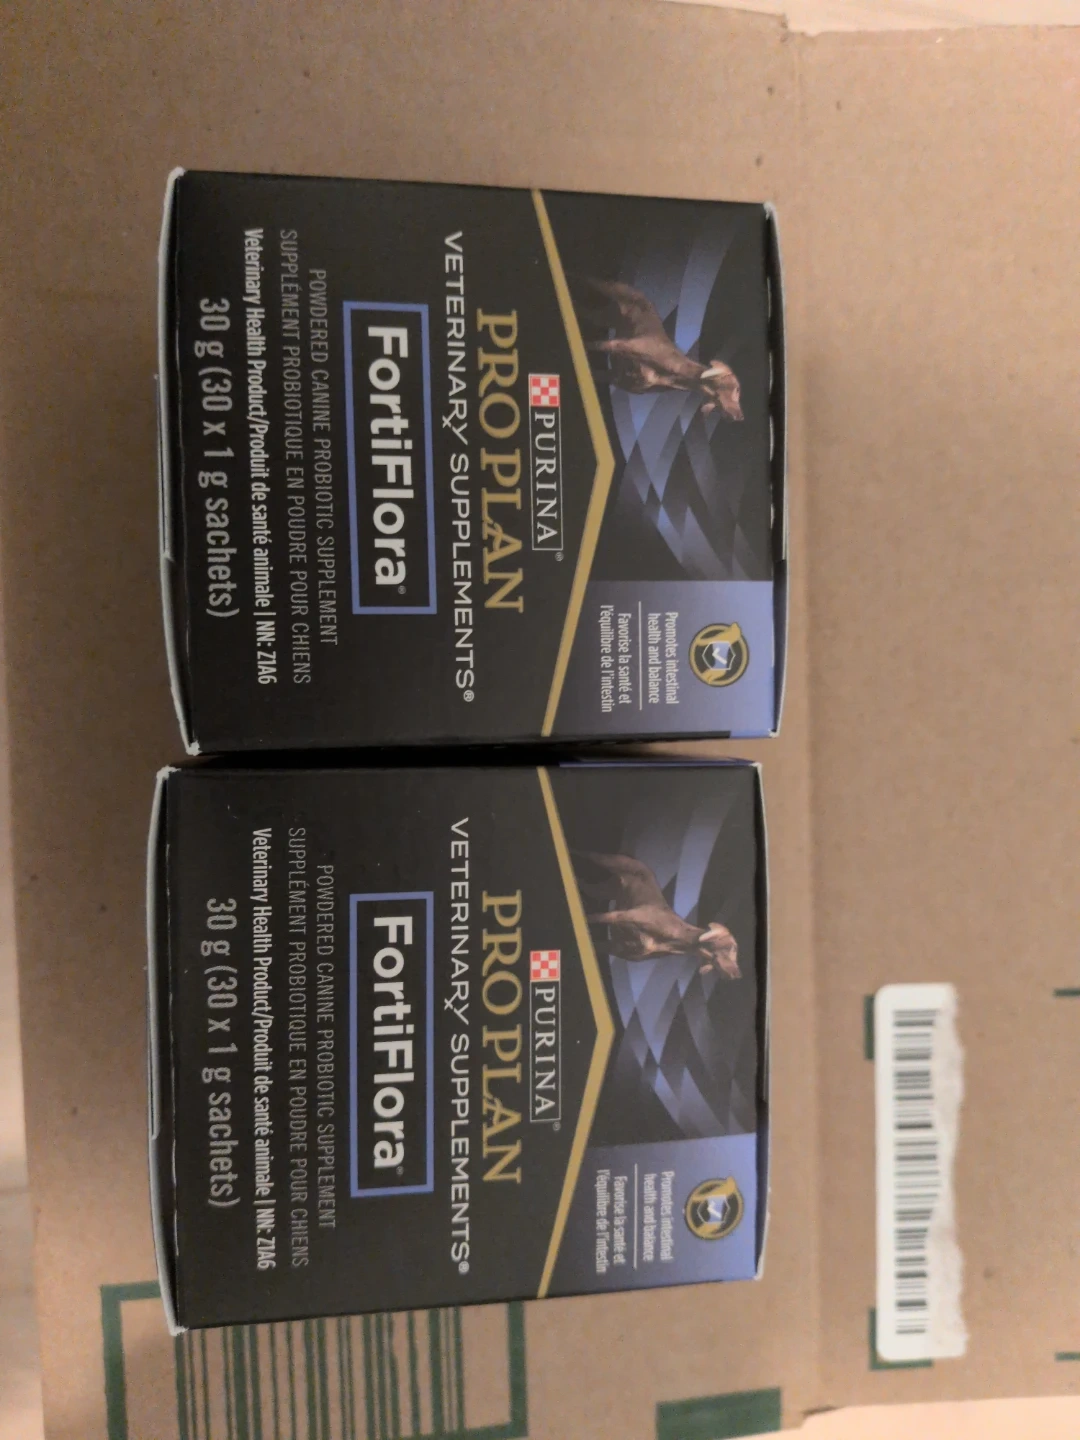 Promotes intestinal
health and balance
Favorise la santé et
l'équilibre de l'intestin
PURINA®
PRO PLAN
VETERINARY SUPPLEMENTS®
FortiFlora®
POWDERED CANINE PROBIOTIC SUPPLEMENT
SUPPLÉMENT PROBIOTIQUE EN POUDRE POUR CHIENS
Veterinary Health Product/Produit de santé animale | NN: Z1A6
30 g (30 x 1 g sachets)
Promotes intestinal
health and balance
Favorise la santé et
l'équilibre de l'intestin
PURINA®
PRO PLAN
VETERINARY SUPPLEMENTS®
FortiFlora®
POWDERED CANINE PROBIOTIC SUPPLEMENT
SUPPLÉMENT PROBIOTIQUE EN POUDRE POUR CHIENS
Veterinary Health Product/Produit de santé animale | NN: Z1A6
30 g (30 x 1 g sachets)